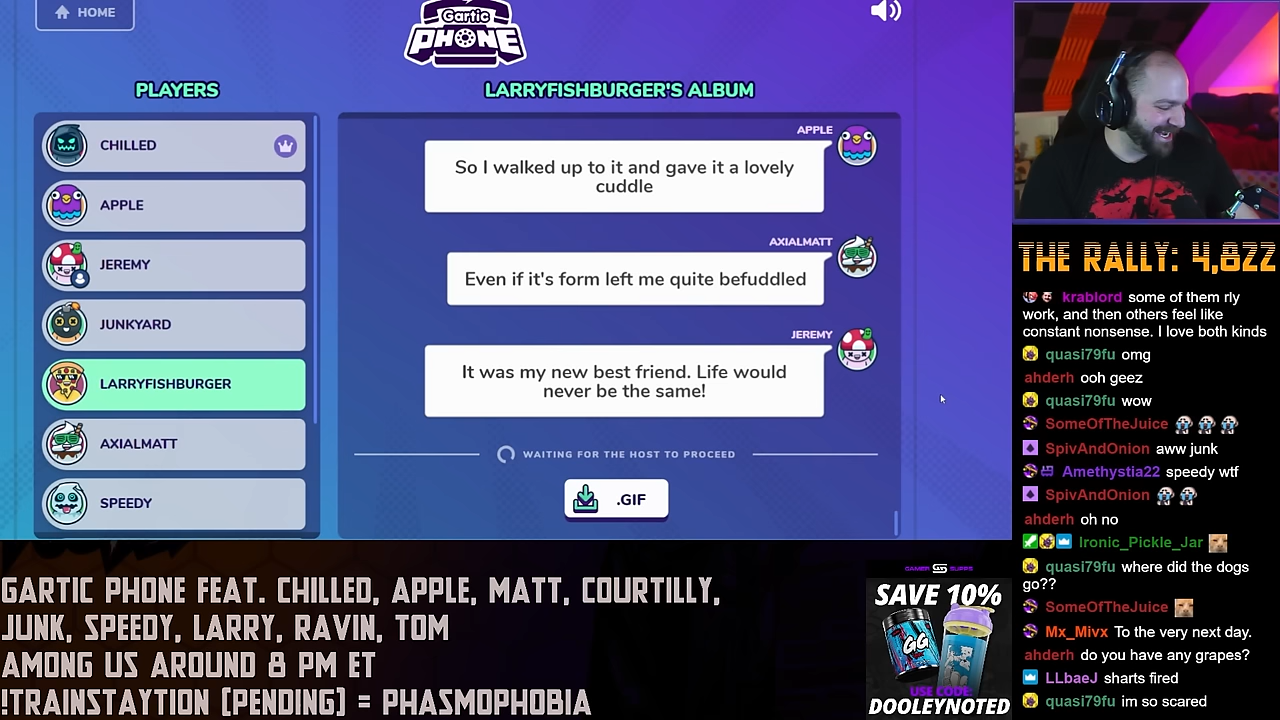 HOME
Gartic
PHONE
PLAYERS
CHILLED
APPLE
JEREMY
JUNKYARD
LARRYFISHBURGER
AXIALMATT
SPEEDY
LARRYFISHBURGER'S ALBUM
APPLE
So I walked up to it and gave it a lovely
cuddle
AXIALMATT
Even if it's form left me quite befuddled
JEREMY
It was my new best friend. Life would
never be the same!
WAITING FOR THE HOST TO PROCEED
.GIF
THE RALLY: 4,822
krablord some of them rly
work, and then others feel like
constant nonsense. I love both kinds
quasi79fu omg
ahderh ooh geez
quasi79fu wow
SomeOfTheJuice
SpivAndOnion aww junk
Amethystia22 speedy wtf
SpivAndOnion
ahderh oh no
Ironic_Pickle_Jar
quasi79fu where did the dogs
go??
SomeOfTheJuice
Mx_Mivx To the very next day.
ahderh do you have any grapes?
LLbaeJ sharts fired
quasi79fu im so scared
GARTIC PHONE FEAT. CHILLED, APPLE, MATT, COURTILLY,
JUNK, SPEEDY, LARRY, RAVIN, TOM
AMONG US AROUND 8 PM ET
!TRAINSTAYTION (PENDING) = PHASMOPHOBIA
GAMER GS SUPPS
SAVE 10%
GG
USE CODE:
DOOLEYNOTED